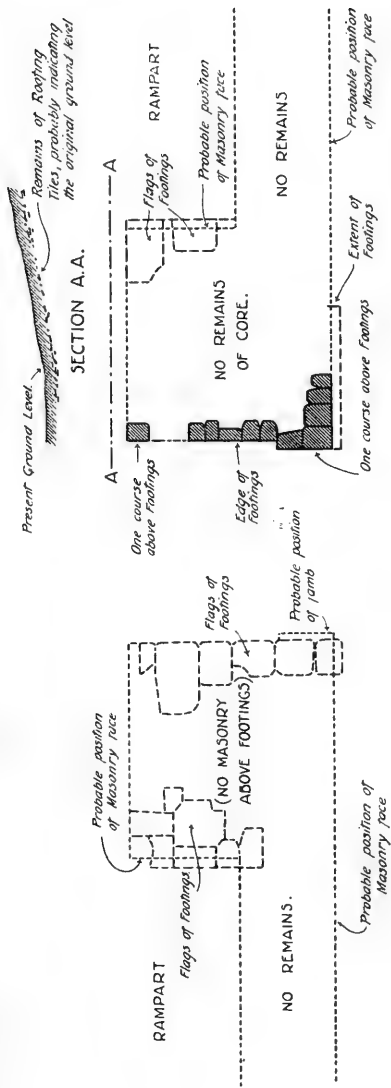 Present Ground Level.
Remains of Roofing
Tiles, probably indicating
the original ground level
SECTION A.A.
A
A
One course
above Footings
Flags of
Footings
RAMPART
Probable position
of Masonry face
NO REMAINS
OF CORE.
NO REMAINS
Edge of
Footings
One course above Footings
Extent of
Footings
Probable position
of Masonry face
Probable position
of Masonry face
RAMPART
Flags of Footings
(NO MASONRY
ABOVE FOOTINGS)
Flags of
Footings
Probable position
of Jamb
NO REMAINS.
Probable position of
Masonry face